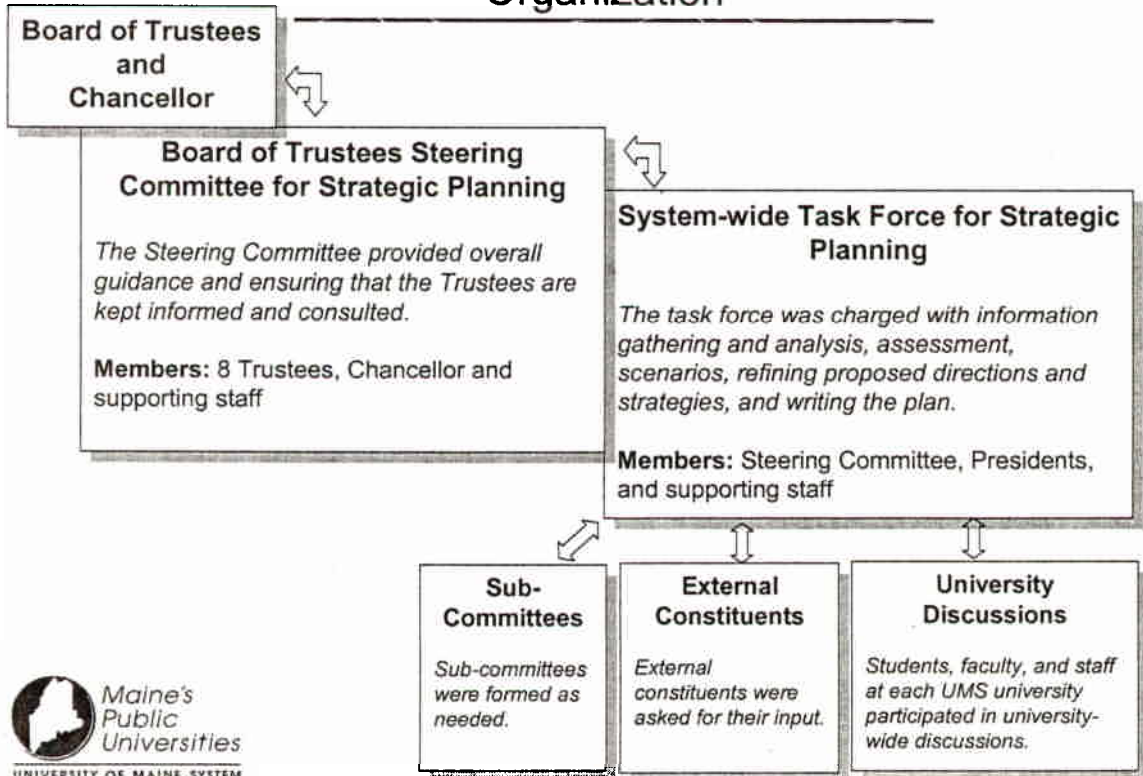 Organization
Board of Trustees
and
Chancellor
Board of Trustees Steering
Committee for Strategic Planning
The Steering Committee provided overall
guidance and ensuring that the Trustees are
kept informed and consulted.
Members: 8 Trustees, Chancellor and
supporting staff
System-wide Task Force for Strategic
Planning
The task force was charged with information
gathering and analysis, assessment,
scenarios, refining proposed directions and
strategies, and writing the plan.
Members: Steering Committee, Presidents,
and supporting staff
Sub-
Committees
Sub-committees
were formed as
needed.
External
Constituents
External
constituents were
asked for their input.
University
Discussions
Students, faculty, and staff
at each UMS university
participated in university-
wide discussions.
Maine's
Public
Universities
UNIVERSITY OF MAINE SYSTEM